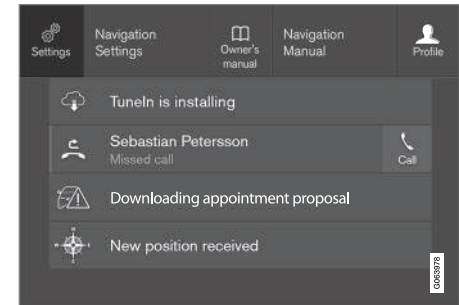 Settings
Navigation
Settings
Owner's
manual
Navigation
Manual
Profile
TuneIn is installing
Sebastian Petersson
Missed call
Call
Downloading appointment proposal
New position received
G063978